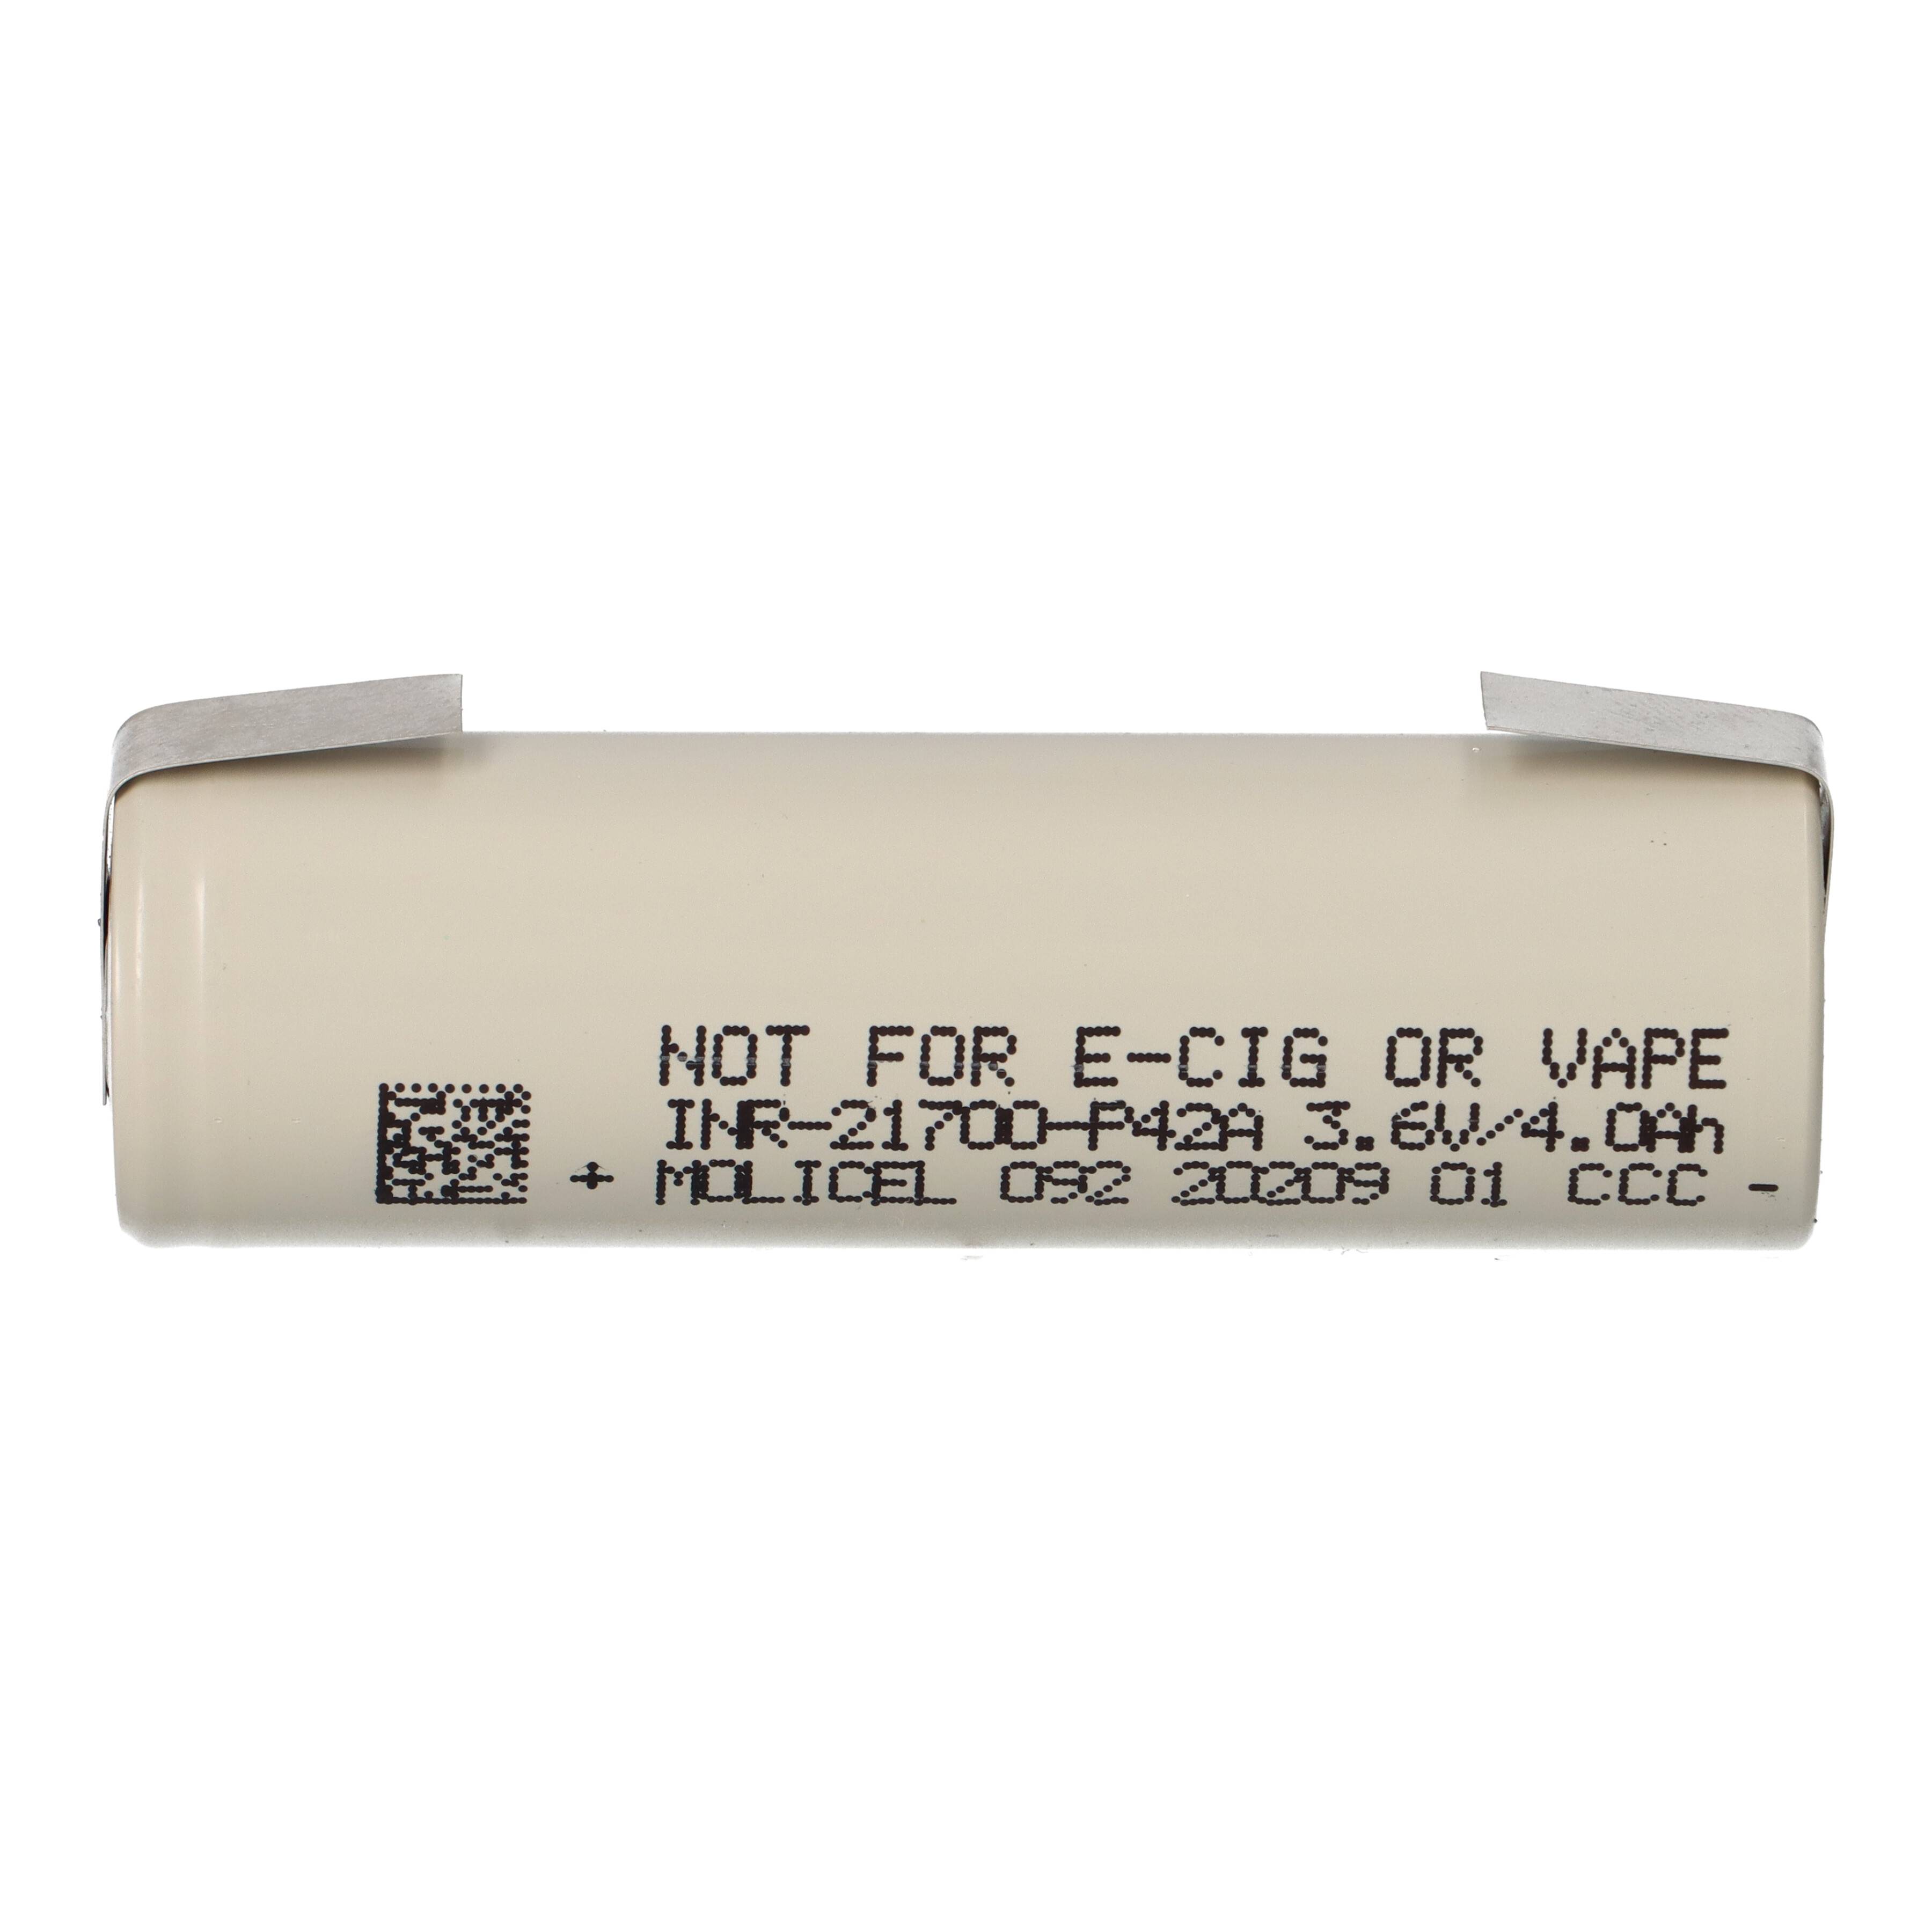 NOT FOR E-CIG OR VAPE
INR-21700-P42A 3.6V/4.0Ah
+ MOLICEL 092 20209 01 CCC -